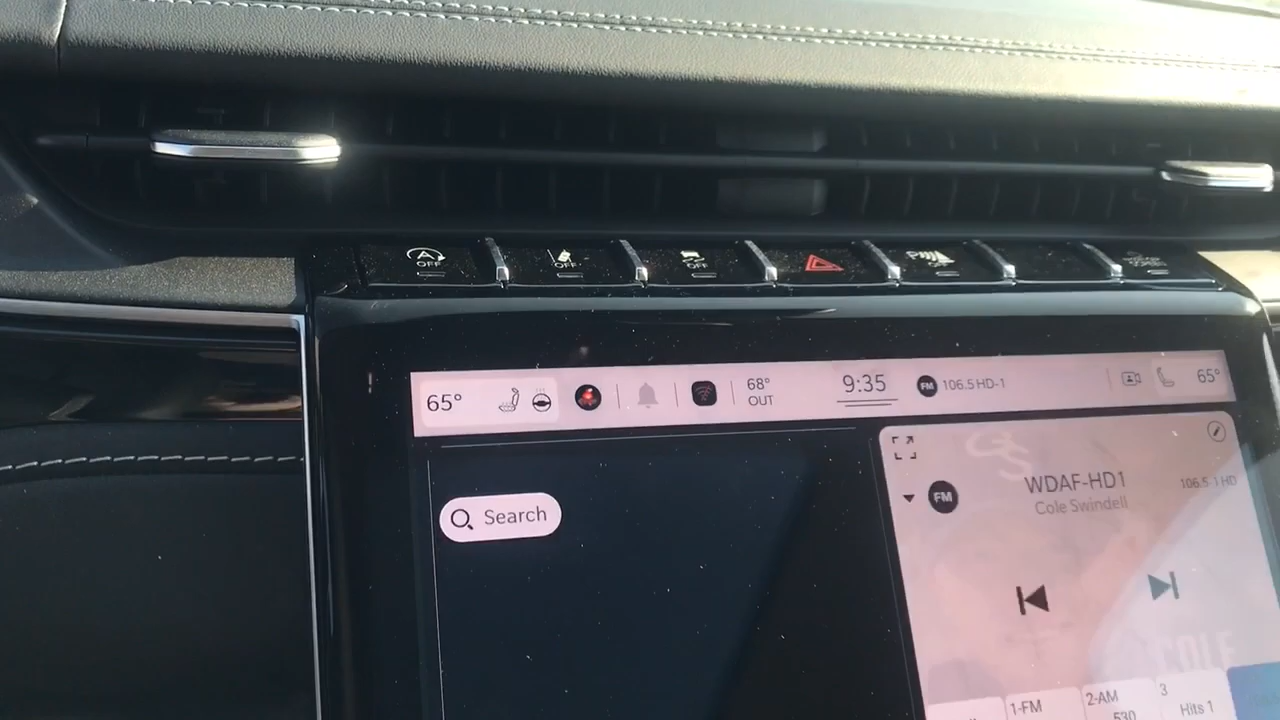 OFF
OFF
OFF
P
65°
68°
OUT
9:35
FM
106.5 HD-1
65°
Search
FM
WDAF-HD1
Cole Swindell
106.5-1 HD
COLE
1-FM
2-AM
530
3
Hits 1